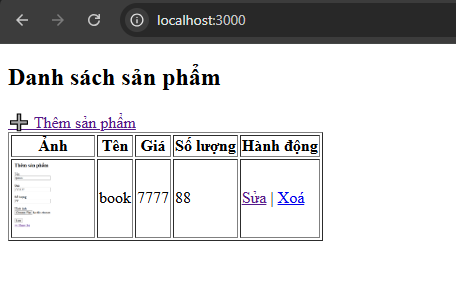 localhost:3000
Danh sách sản phẩm
Thêm sản phẩm
Ảnh Tên Giá Số lượng Hành động
Thêm sản phẩm
book 7777 88 Sửa | Xoá